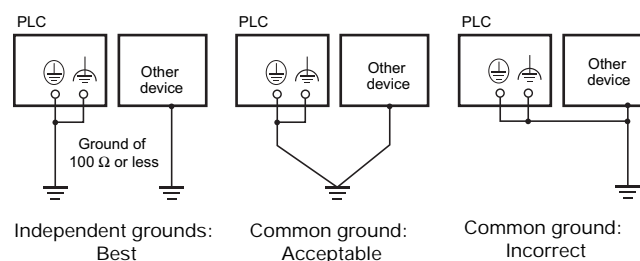 PLC
Other
device
Ground of
100 Ω or less
Independent grounds:
Best
PLC
Other
device
Common ground:
Acceptable
PLC
Other
device
Common ground:
Incorrect